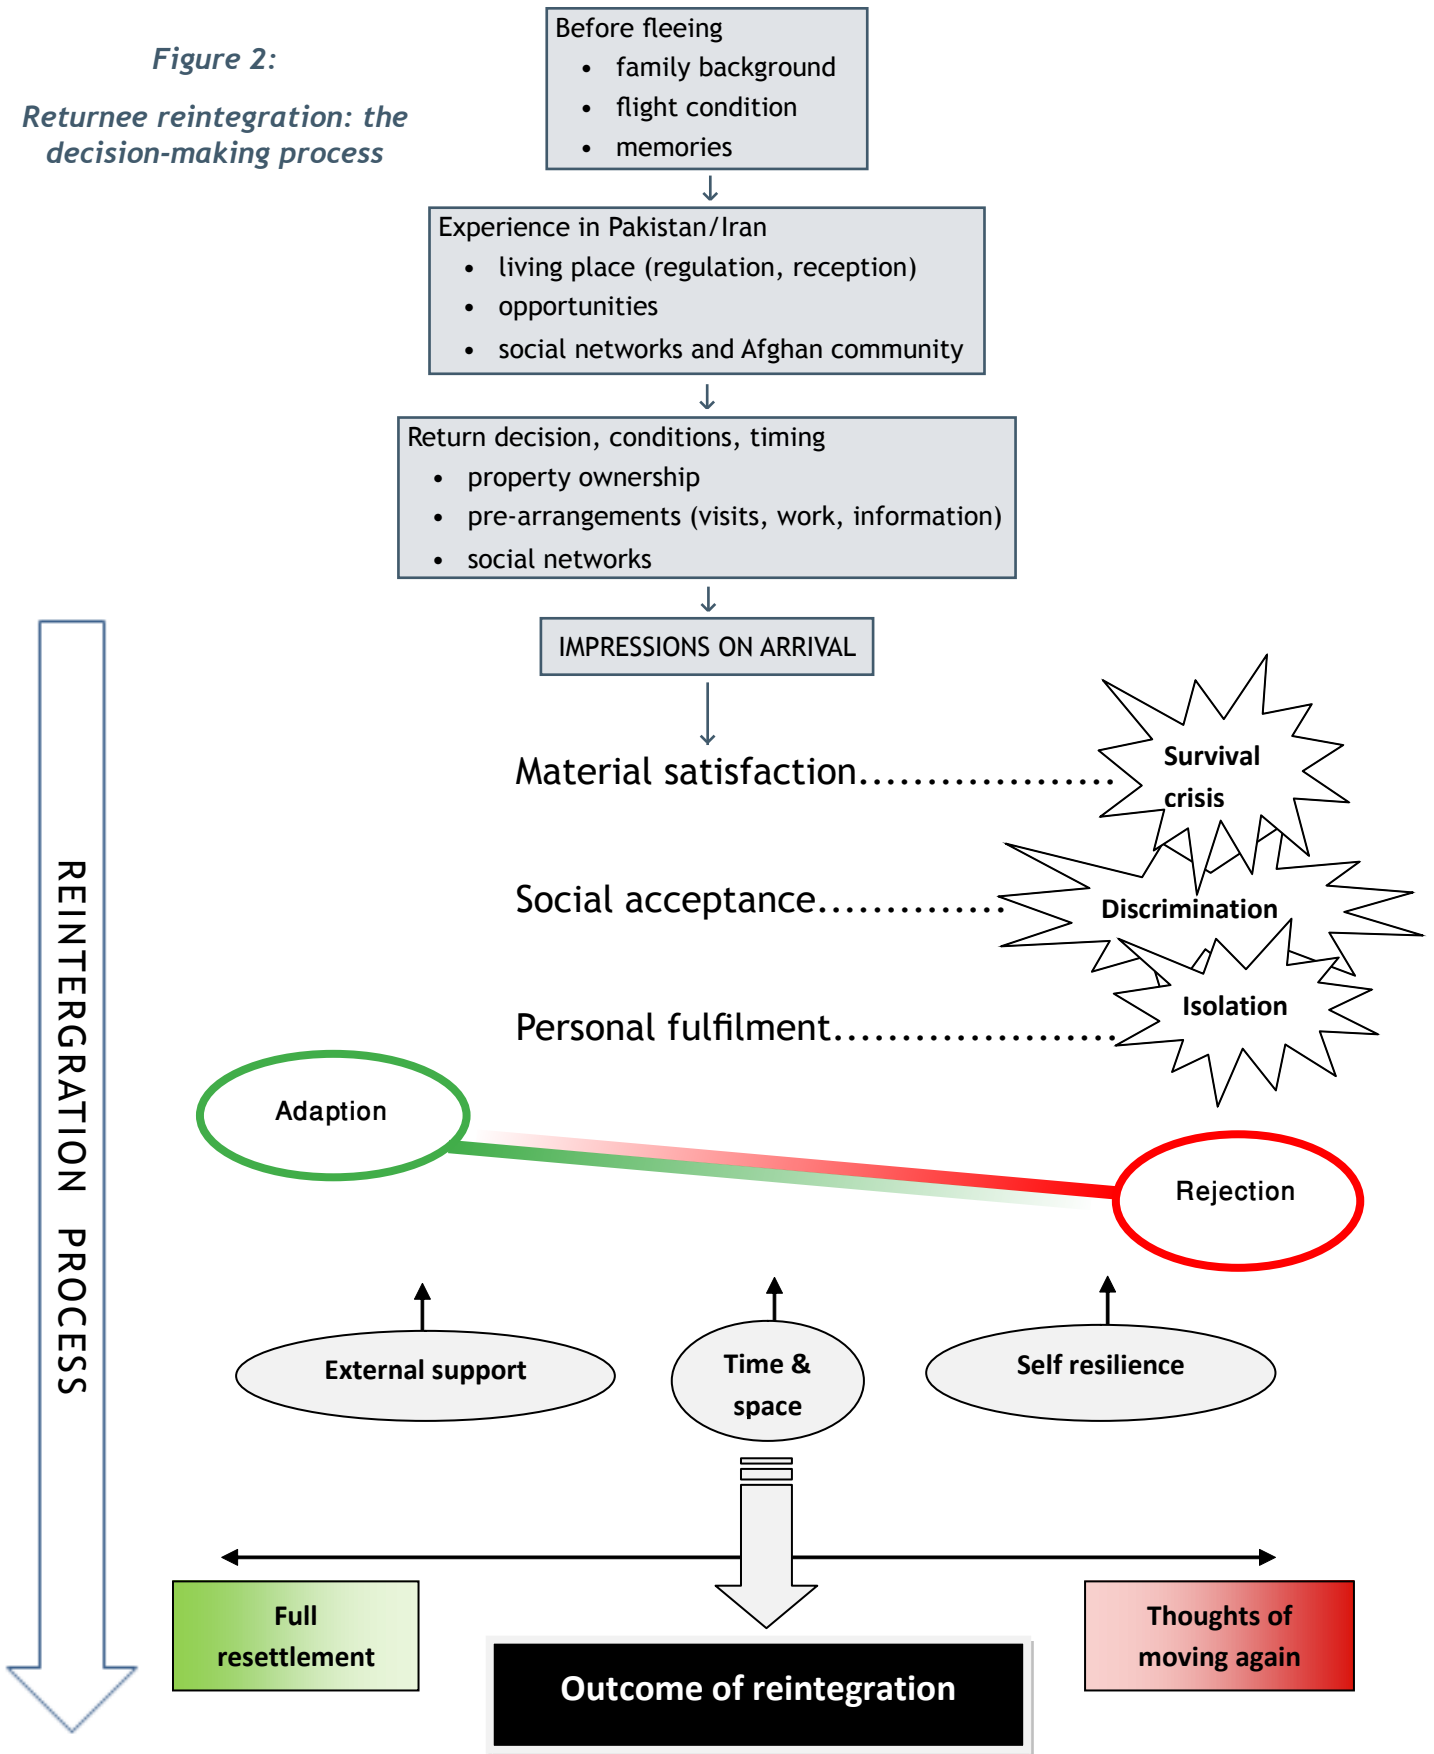 Figure 2:
Returnee reintegration: the
decision-making process
Before fleeing
• family background
• flight condition
• memories
Experience in Pakistan/Iran
• living place (regulation, reception)
• opportunities
• social networks and Afghan community
Return decision, conditions, timing
• property ownership
• pre-arrangements (visits, work, information)
• social networks
IMPRESSIONS ON ARRIVAL
REINTERGRATION PROCESS
Material satisfaction...................
Survival
crisis
Social acceptance..............
Discrimination
Personal fulfilment.....................
Isolation
Adaption
Rejection
External support
Time &
space
Self resilience
Full
resettlement
Thoughts of
moving again
Outcome of reintegration